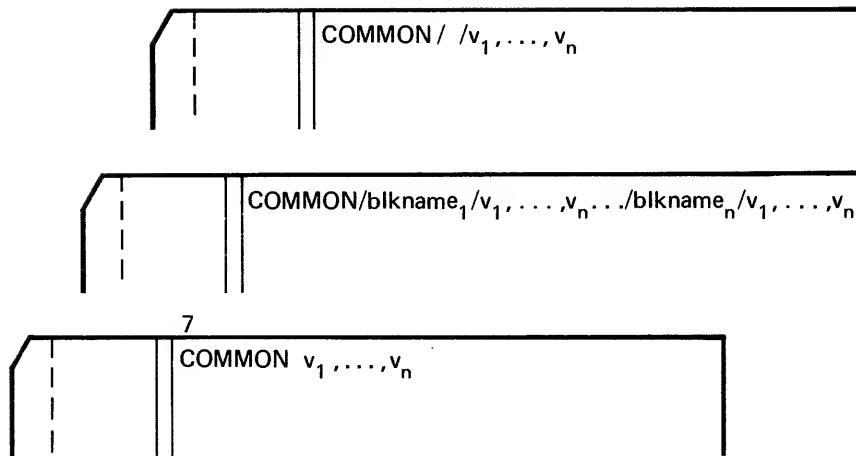 COMMON / /v₁,...,vₙ
COMMON/blkname₁/v₁,...,vₙ.../blknameₙ/v₁,...,vₙ
7
COMMON v₁,...,vₙ